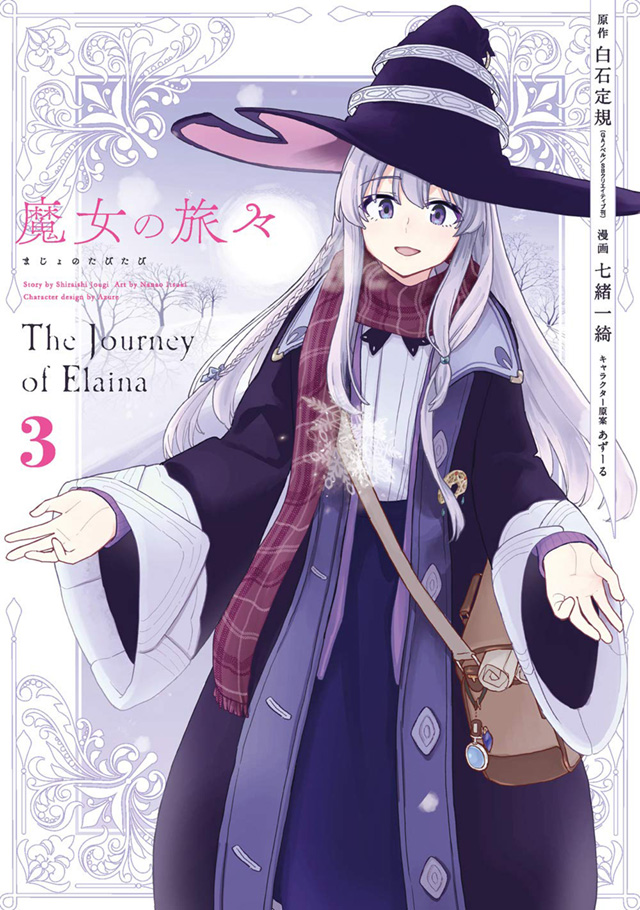 魔女の旅々
まじょのたびたび
Story by Shiraishi Jougi Art by Nanao Itsuki
Character design by Azure
The Journey
of Elaina
3
原作 白石定規(GAノベル/SBクリエイティブ刊) 漫画 七緒一綺 キャラクター原案 あずーる